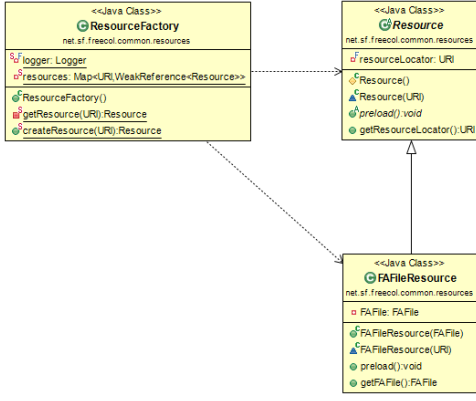 <<Java Class>>
ResourceFactory
net.sf.freecol.common.resources
logger: Logger
resources: Map<URI,WeakReference<Resource>>
ResourceFactory()
getResource(URI):Resource
createResource(URI):Resource
<<Java Class>>
Resource
net.sf.freecol.common.resources
resourceLocator: URI
Resource()
Resource(URI)
preload():void
getResourceLocator():URI
<<Java Class>>
FAFileResource
net.sf.freecol.common.resources
FAFile: FAFile
FAFileResource(FAFile)
FAFileResource(URI)
preload():void
getFAFile():FAFile